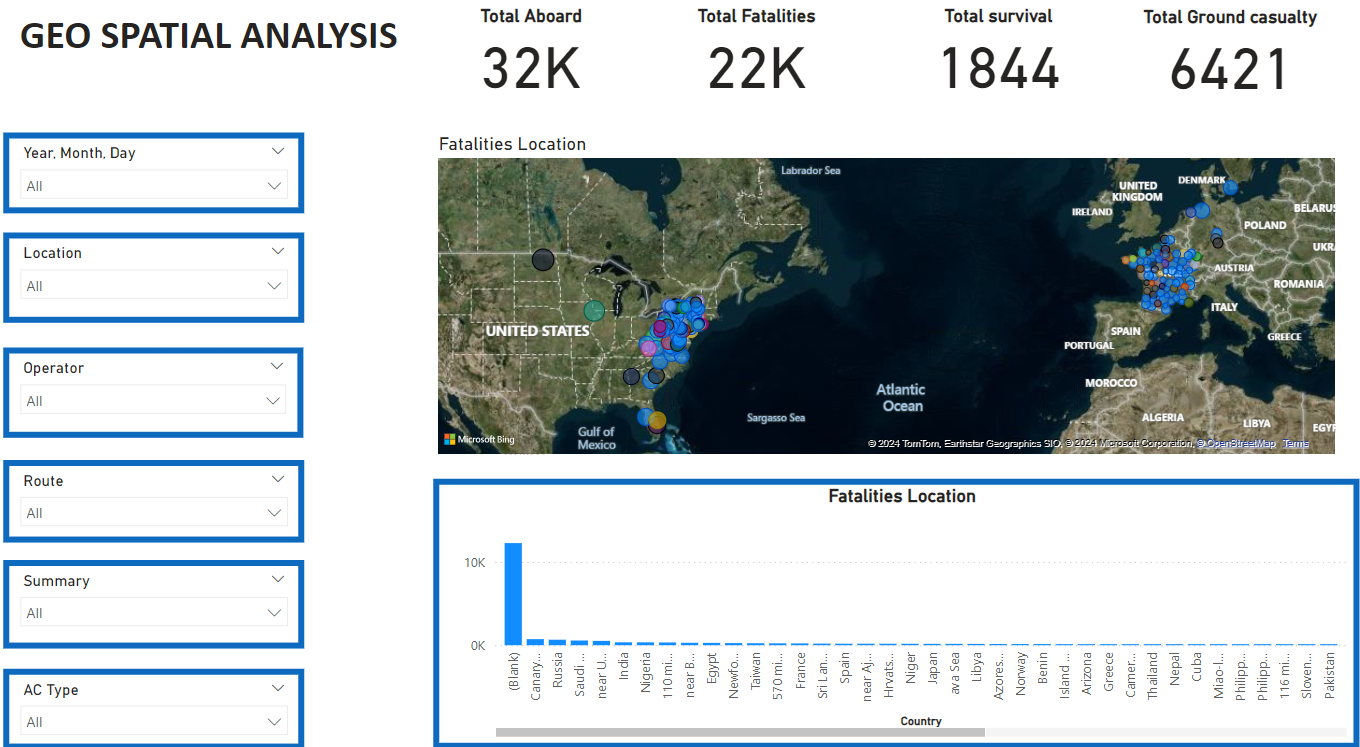 GEO SPATIAL ANALYSIS
Total Aboard
32K
Total Fatalities
22K
Total survival
1844
Total Ground casualty
6421
Year, Month, Day
All
Location
All
Operator
All
Route
All
Summary
All
AC Type
All
Fatalities Location
Labrador Sea
UNITED STATES
Gulf of
Mexico
Sargasso Sea
Atlantic
Ocean
UNITED
KINGDOM
IRELAND
DENMARK
BELARUS
POLAND
UKRA
AUSTRIA
ROMANIA
ITALY
SPAIN
PORTUGAL
GREECE
MOROCCO
ALGERIA
LIBYA
EGYP
Microsoft Bing
© 2024 TomTom, Earthstar Geographics SIO, © 2024 Microsoft Corporation, © OpenStreetMap Terms
Fatalities Location
10K
0K
(Blank)
Canary...
Russia
Saudi ...
near U...
India
Nigeria
110 mi...
near B...
Egypt
Newfo...
Taiwan
570 mi...
France
Sri Lan...
Spain
near Aj...
Hrvats...
Niger
Japan
ava Sea
Libya
Azores...
Norway
Benin
Island ...
Arizona
Greece
Camer...
Thailand
Nepal
Cuba
Miao-l...
Philipp...
Philipp...
116 mi...
Sloven...
Pakistan
Country